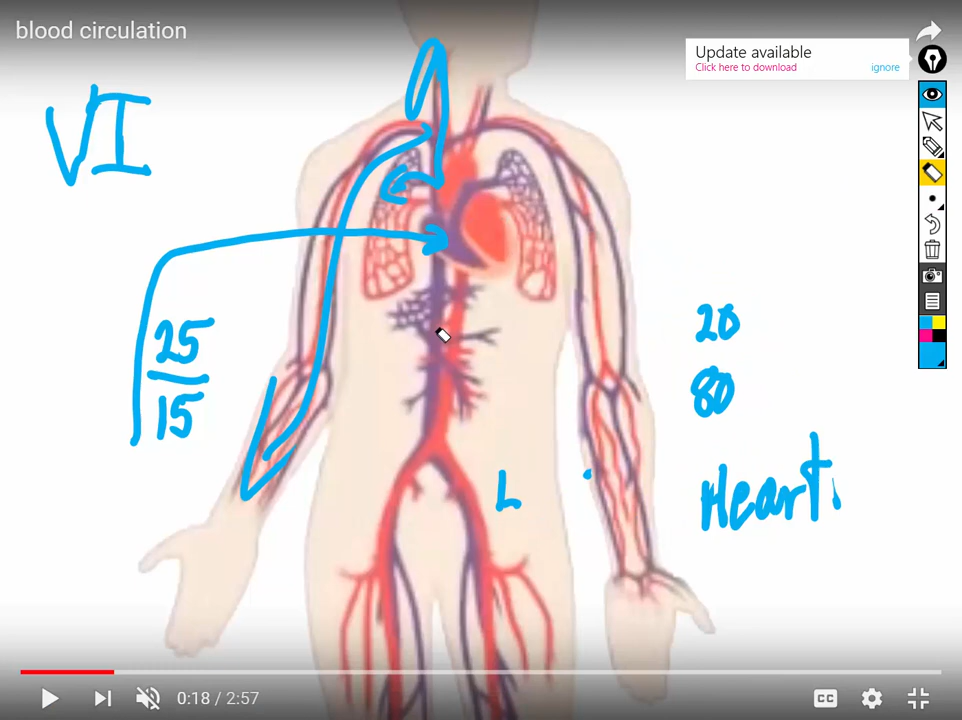 blood circulation
Update available
Click here to download
ignore
VI
25
15
20
80
L
Heart
0:18 / 2:57
CC